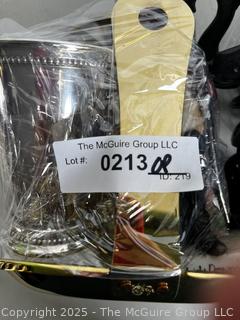 The McGuire Group LLC
Lot #: 0213
ID: 219
Copyright 2025 - The McGuire Group LLC